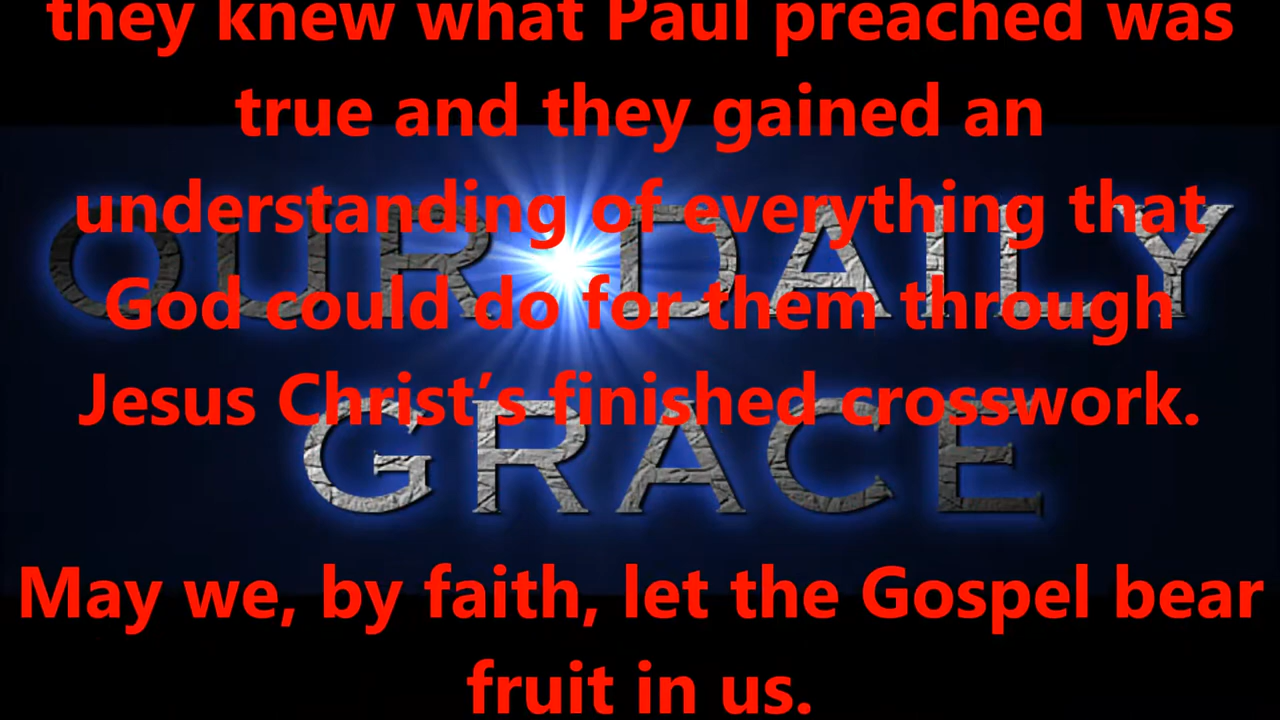 they knew what Paul preached was
true and they gained an
understanding of everything that
God could do for them through
Jesus Christ’s finished crosswork.
May we, by faith, let the Gospel bear
fruit in us.
OUR DAILY
GRACE